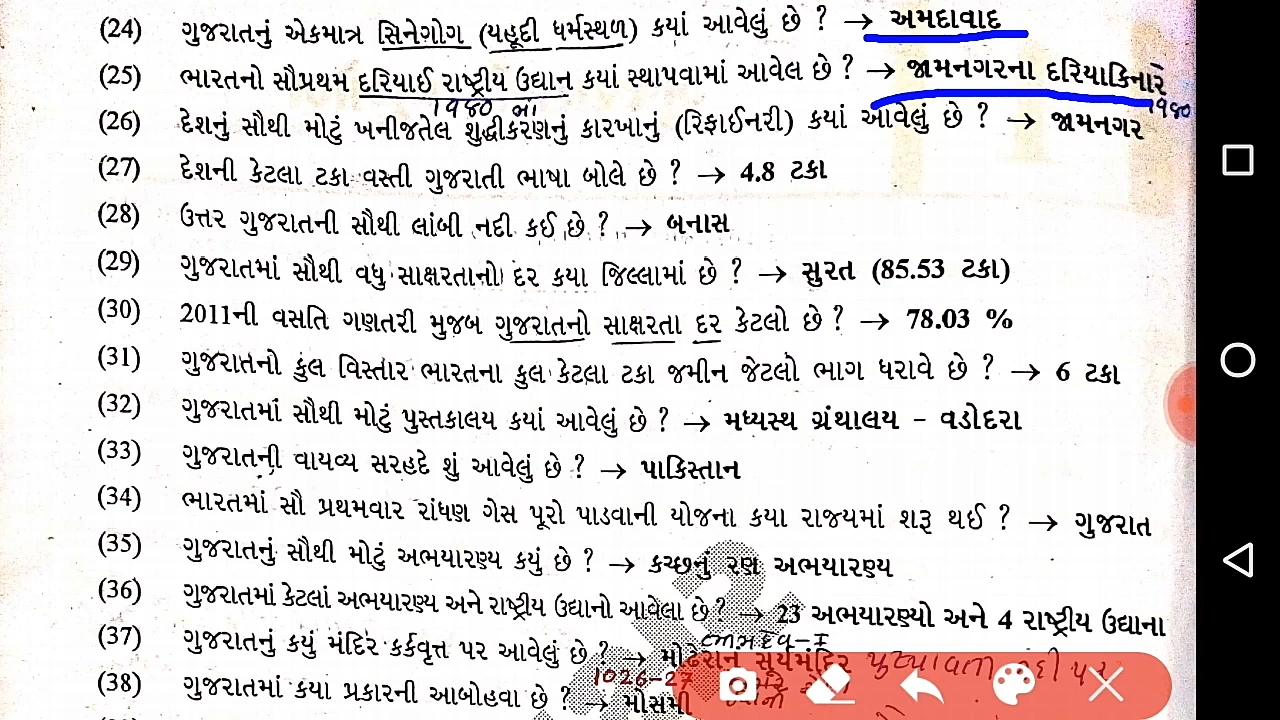 (24) ગુજરાતનું એકમાત્ર સિનેગોગ (યહૂદી ધર્મસ્થળ) કયાં આવેલું છે ? → અમદાવાદ
(25) ભારતનો સૌપ્રથમ દરિયાઈ રાષ્ટ્રીય ઉદ્યાન કયાં સ્થાપવામાં આવેલ છે ? → જામનગરના દરિયાકિનારે
૧૯૮૦ માં ૧૯૮૦
(26) દેશનું સૌથી મોટું ખનીજતેલ શુદ્ધીકરણનું કારખાનું (રિફાઈનરી) કયાં આવેલું છે ? → જામનગર
(27) દેશની કેટલા ટકા વસ્તી ગુજરાતી ભાષા બોલે છે ? → 4.8 ટકા
(28) ઉત્તર ગુજરાતની સૌથી લાંબી નદી કઈ છે ? → બનાસ
(29) ગુજરાતમાં સૌથી વધુ સાક્ષરતાનો દર કયા જિલ્લામાં છે ? → સુરત (85.53 ટકા)
(30) 2011ની વસતિ ગણતરી મુજબ ગુજરાતનો સાક્ષરતા દર કેટલો છે ? → 78.03 %
(31) ગુજરાતનો કુલ વિસ્તાર ભારતના કુલ કેટલા ટકા જમીન જેટલો ભાગ ધરાવે છે ? → 6 ટકા
(32) ગુજરાતમાં સૌથી મોટું પુસ્તકાલય કયાં આવેલું છે ? → મધ્યસ્થ ગ્રંથાલય - વડોદરા
(33) ગુજરાતની વાયવ્ય સરહદે શું આવેલું છે ? → પાકિસ્તાન
(34) ભારતમાં સૌ પ્રથમવાર રાંધણ ગેસ પૂરો પાડવાની યોજના કયા રાજયમાં શરૂ થઈ ? → ગુજરાત
(35) ગુજરાતનું સૌથી મોટું અભયારણ્ય કયું છે ? → કચ્છનું રણ અભયારણ્ય
(36) ગુજરાતમાં કેટલાં અભયારણ્ય અને રાષ્ટ્રીય ઉદ્યાનો આવેલા છે ? → 23 અભયારણ્યો અને 4 રાષ્ટ્રીય ઉદ્યાના
ભીમદેવ-I
(37) ગુજરાતનું કયું મંદિર કર્કવૃત્ત પર આવેલું છે ? → મોઢેરાનું સૂર્યમંદિર
1026-27
(38) ગુજરાતમાં કયા પ્રકારની આબોહવા છે ? → મોસમી